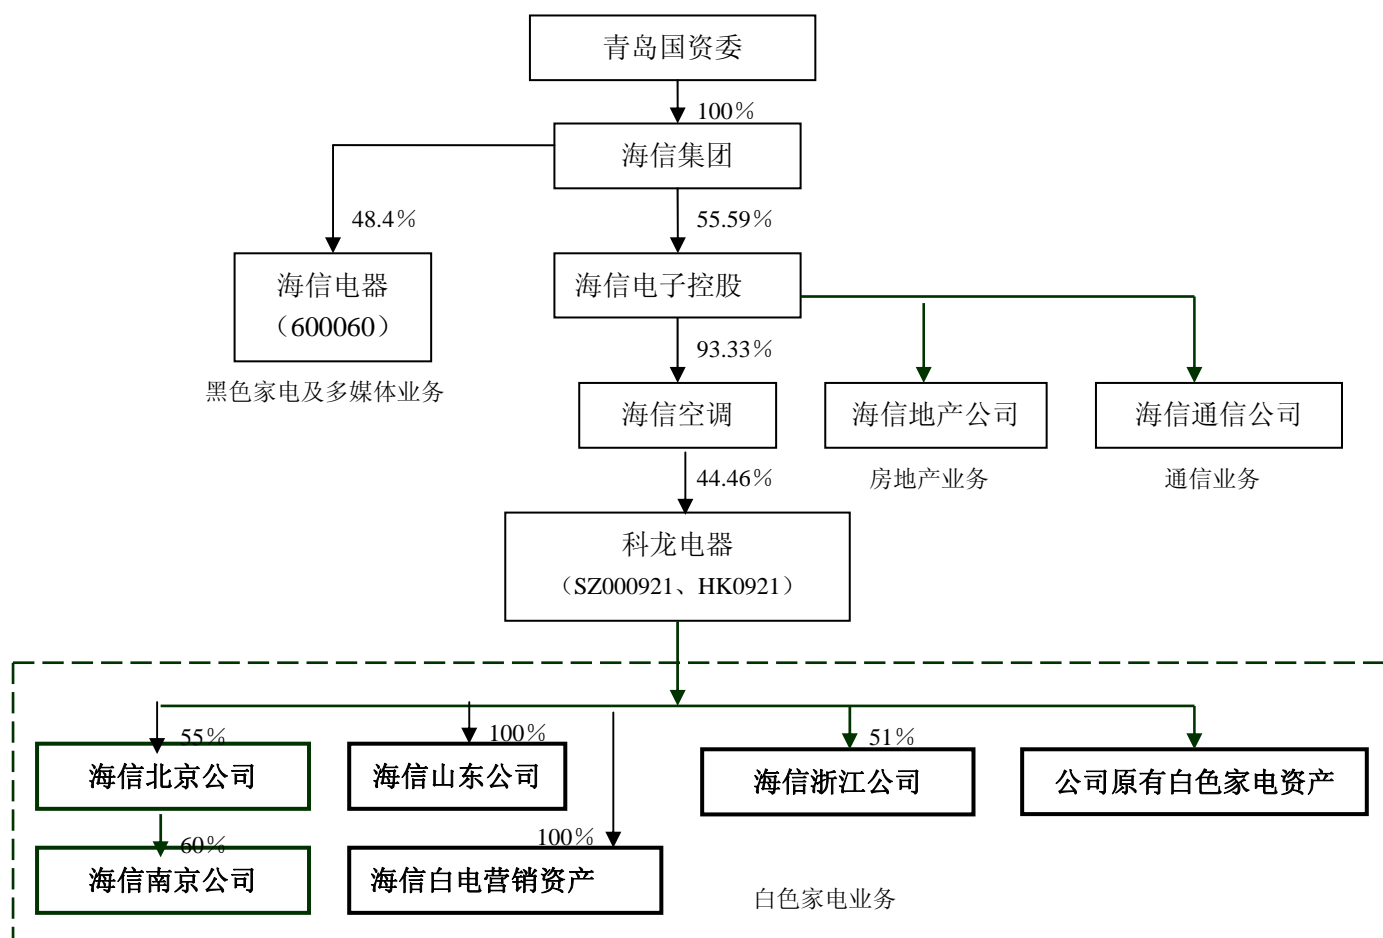 青岛国资委
100％
海信集团
48.4％
55.59％
海信电器
（600060）
海信电子控股
93.33％
黑色家电及多媒体业务
海信空调
海信地产公司
海信通信公司
44.46％
房地产业务
通信业务
科龙电器
（SZ000921、HK0921）
55％
100％
51％
海信北京公司
海信山东公司
海信浙江公司
公司原有白色家电资产
60％
100％
海信南京公司
海信白电营销资产
白色家电业务